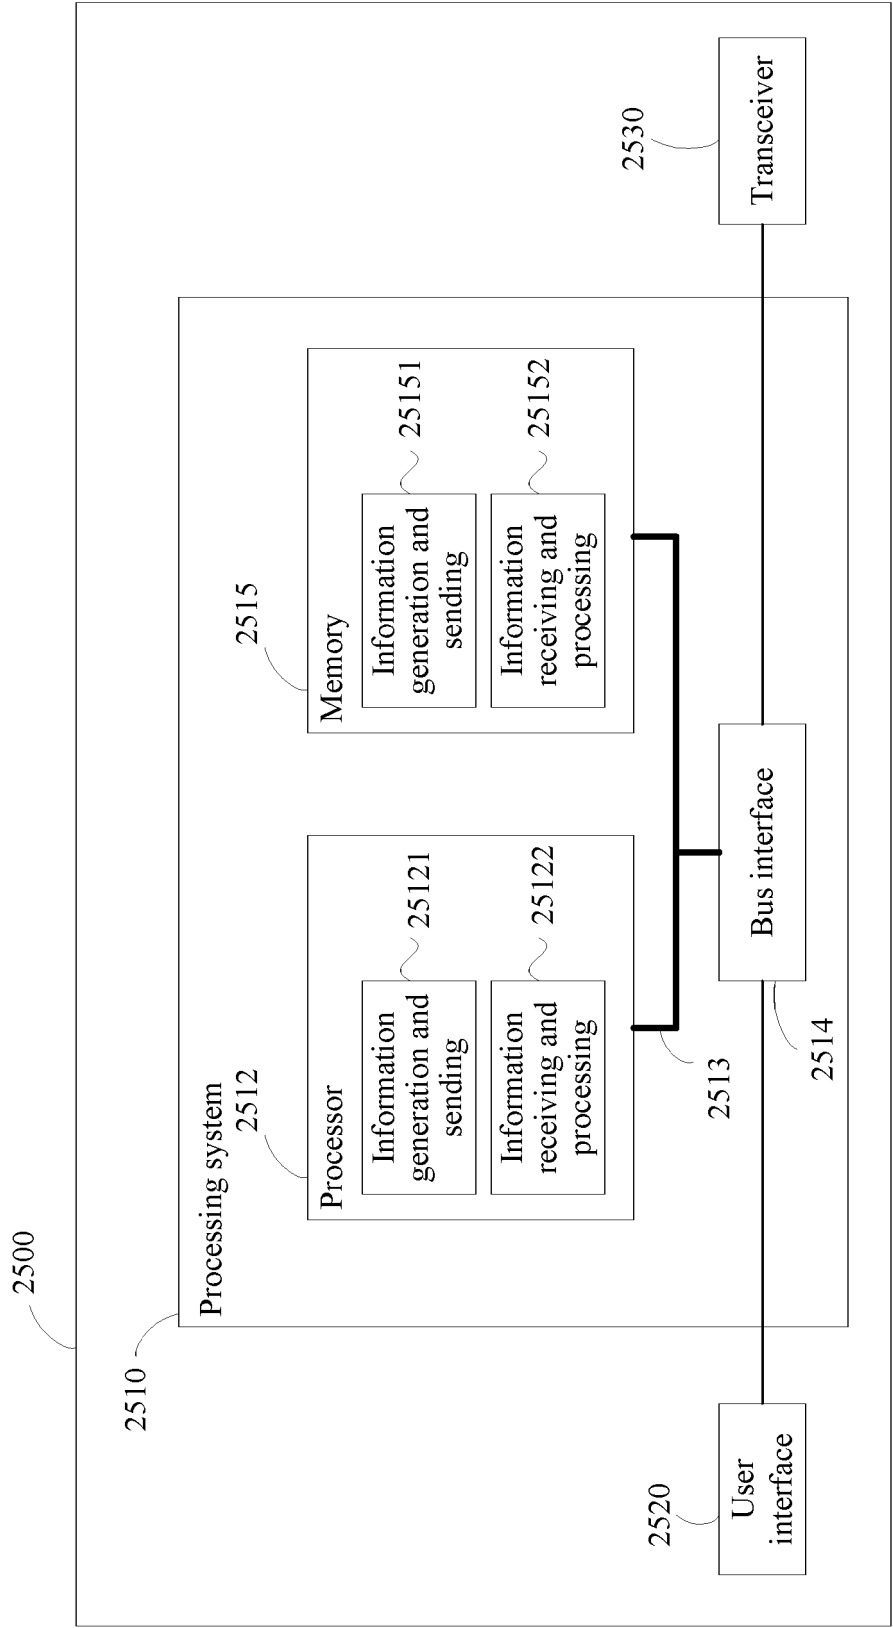 2500
2510
Processing system
2512
2515
Processor
Memory
Information
generation and
sending
25121
Information
generation and
sending
25151
Information
receiving and
processing
25122
Information
receiving and
processing
25152
2513
2520
2530
User
interface
Bus interface
Transceiver
2514